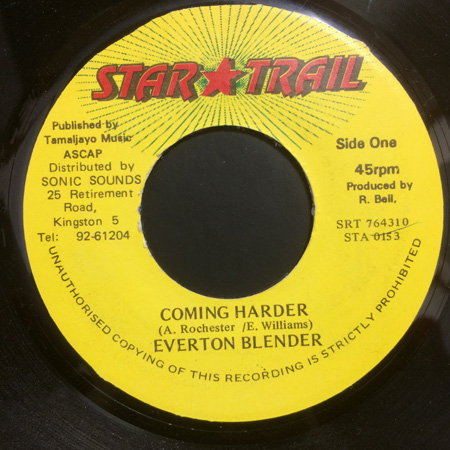 STAR★TRAIL
Published by
Tamaljayo Music
ASCAP
Distributed by
SONIC SOUNDS
25 Retirement
Road,
Kingston 5
Tel: 92-61204
Side One
45rpm
Produced by
R. Bell,
SRT 764310
STA 0153
COMING HARDER
(A. Rochester /E. Williams)
EVERTON BLENDER
UNAUTHORISED COPYING OF THIS RECORDING IS STRICTLY PROHIBITED